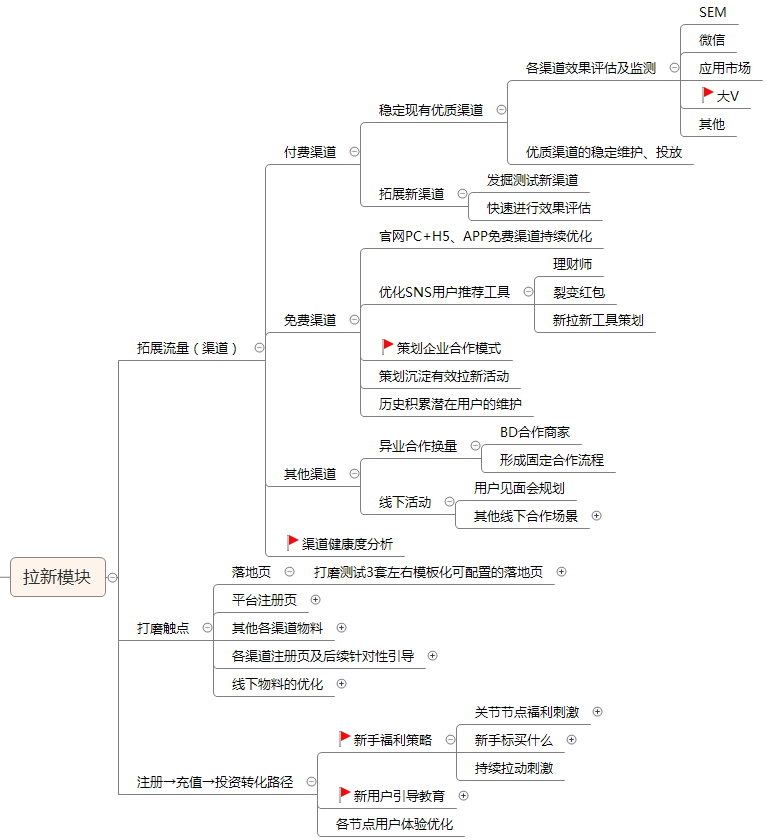 SEM
微信
各渠道效果评估及监测
应用市场
大V
稳定现有优质渠道
其他
付费渠道
优质渠道的稳定维护、投放
发掘测试新渠道
拓展新渠道
快速进行效果评估
官网PC+H5、APP免费渠道持续优化
理财师
优化SNS用户推荐工具
裂变红包
免费渠道
新拉新工具策划
拓展流量（渠道）
策划企业合作模式
策划沉淀有效拉新活动
历史积累潜在用户的维护
BD合作商家
异业合作换量
形成固定合作流程
其他渠道
用户见面会规划
线下活动
其他线下合作场景
渠道健康度分析
拉新模块
落地页
打磨测试3套左右模板化可配置的落地页
平台注册页
打磨触点
其他各渠道物料
各渠道注册页及后续针对性引导
线下物料的优化
关节节点福利刺激
新手福利策略
新手标买什么
持续拉动刺激
注册→充值→投资转化路径
新用户引导教育
各节点用户体验优化